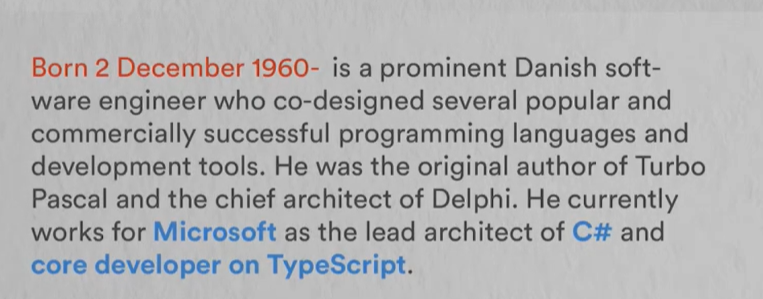 Born 2 December 1960- is a prominent Danish soft-
ware engineer who co-designed several popular and
commercially successful programming languages and
development tools. He was the original author of Turbo
Pascal and the chief architect of Delphi. He currently
works for Microsoft as the lead architect of C# and
core developer on TypeScript.